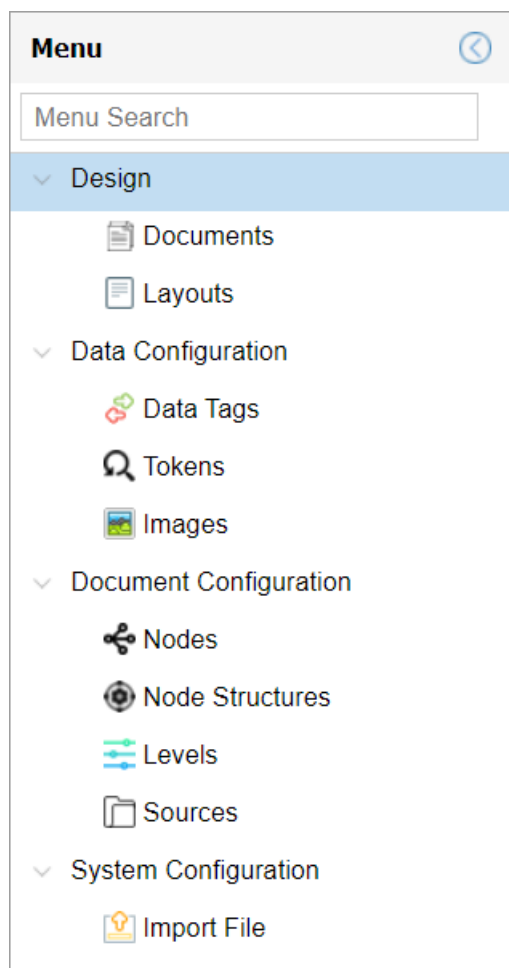 Menu
Menu Search
Design
Documents
Layouts
Data Configuration
Data Tags
Tokens
Images
Document Configuration
Nodes
Node Structures
Levels
Sources
System Configuration
Import File